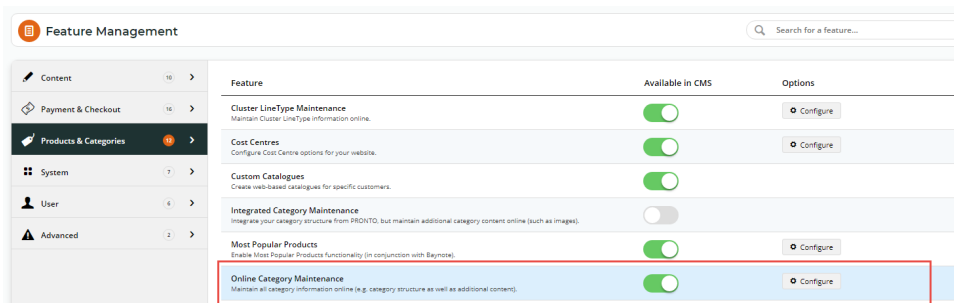 Feature Management
Search for a feature...
Content 10
Payment & Checkout 16
Products & Categories 12
System 7
User 6
Advanced 2
Feature Available in CMS Options
Cluster LineType Maintenance
Maintain Cluster LineType information online.
Configure
Cost Centres
Configure Cost Centre options for your website.
Configure
Custom Catalogues
Create web-based catalogues for specific customers.
Integrated Category Maintenance
Integrate your category structure from PRONTO, but maintain additional category content online (such as images).
Most Popular Products
Enable Most Popular Products functionality (in conjunction with Baynote).
Configure
Online Category Maintenance
Maintain all category information online (e.g. category structure as well as additional content).
Configure